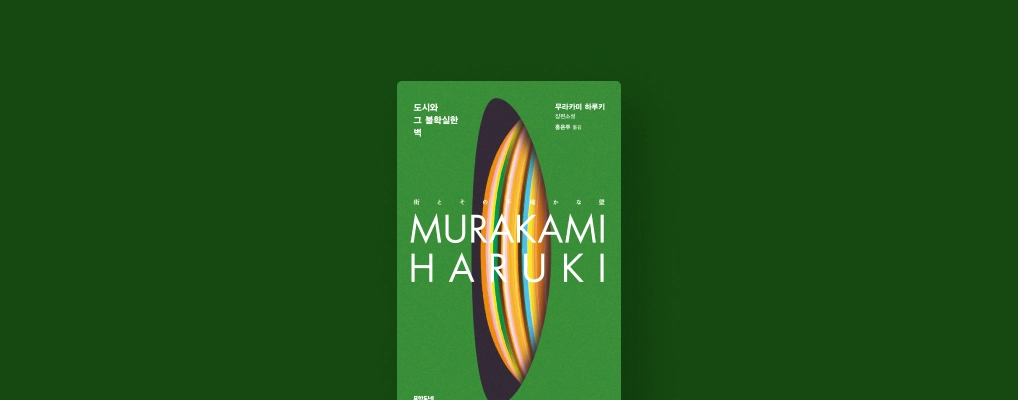 도시와
그 불확실한
벽
무라카미 하루키
장편소설
홍은주 옮김
街とその不確かな壁
MURAKAMI
HARUKI
문학동네